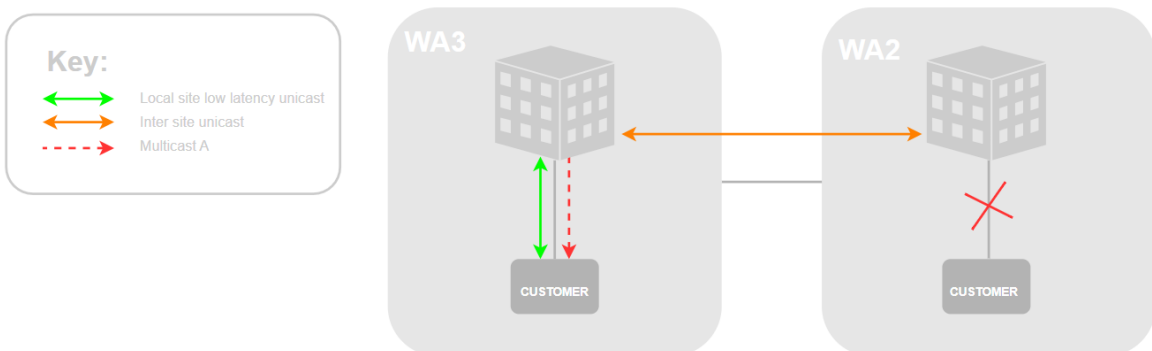 Key:
Local site low latency unicast
Inter site unicast
Multicast A
WA3
WA2
CUSTOMER
CUSTOMER